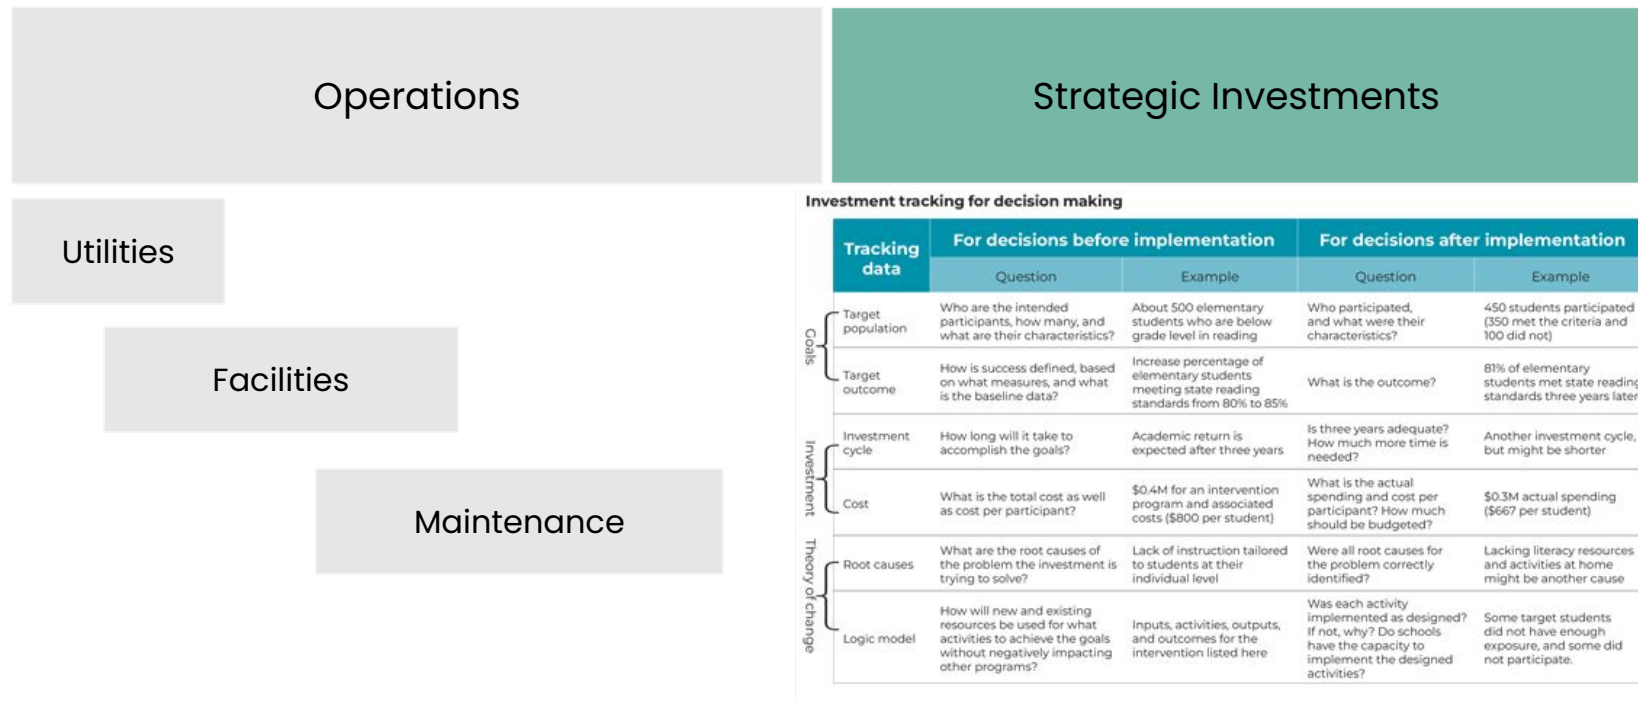 Operations
Strategic Investments
Utilities
Facilities
Maintenance
Investment tracking for decision making
Tracking
data
For decisions before implementation
For decisions after implementation
Question
Example
Question
Example
Goals
Target
population
Who are the intended
participants, how many, and
what are their characteristics?
About 500 elementary
students who are below
grade level in reading
Who participated,
and what were their
characteristics?
450 students participated
(350 met the criteria and
100 did not)
Target
outcome
How is success defined, based
on what measures, and what
is the baseline data?
Increase percentage of
elementary students
meeting state reading
standards from 80% to 85%
What is the outcome?
81% of elementary
students met state reading
standards three years later
Investment
Investment
cycle
How long will it take to
accomplish the goals?
Academic return is
expected after three years
Is three years adequate?
How much more time is
needed?
Another investment cycle,
but might be shorter
Cost
What is the total cost as well
as cost per participant?
$0.4M for an intervention
program and associated
costs ($800 per student)
What is the actual
spending and cost per
participant? How much
should be budgeted?
$0.3M actual spending
($667 per student)
Theory of change
Root causes
What are the root causes of
the problem the investment is
trying to solve?
Lack of instruction tailored
to students at their
individual level
Were all root causes for
the problem correctly
identified?
Lacking literacy resources
and activities at home
might be another cause
Logic model
How will new and existing
resources be used for what
activities to achieve the goals
without negatively impacting
other programs?
Inputs, activities, outputs,
and outcomes for the
intervention listed here
Was each activity
implemented as designed?
If not, why? Do schools
have the capacity to
implement the designed
activities?
Some target students
did not have enough
exposure, and some did
not participate.